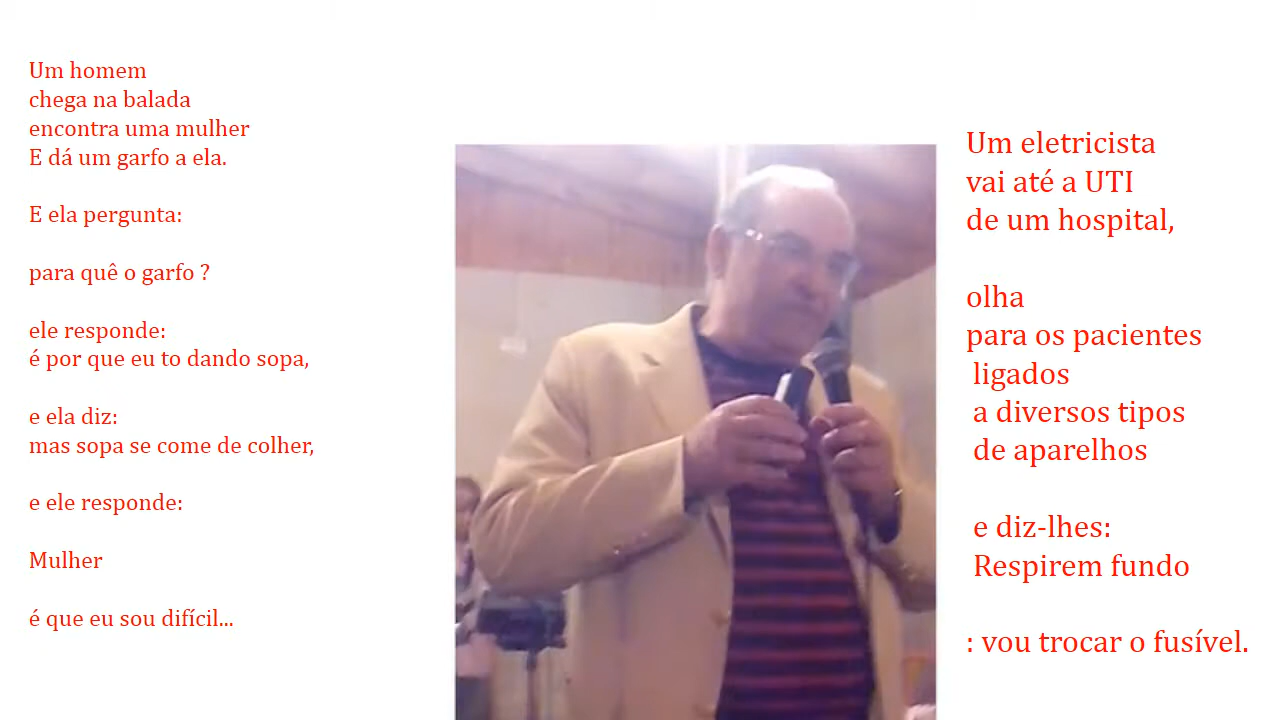 Um homem
chega na balada
encontra uma mulher
E dá um garfo a ela.
E ela pergunta:
para quê o garfo ?
ele responde:
é por que eu to dando sopa,
e ela diz:
mas sopa se come de colher,
e ele responde:
Mulher
é que eu sou difícil...
Um eletricista
vai até a UTI
de um hospital,
olha
para os pacientes
ligados
a diversos tipos
de aparelhos
e diz-lhes:
Respirem fundo
: vou trocar o fusível.